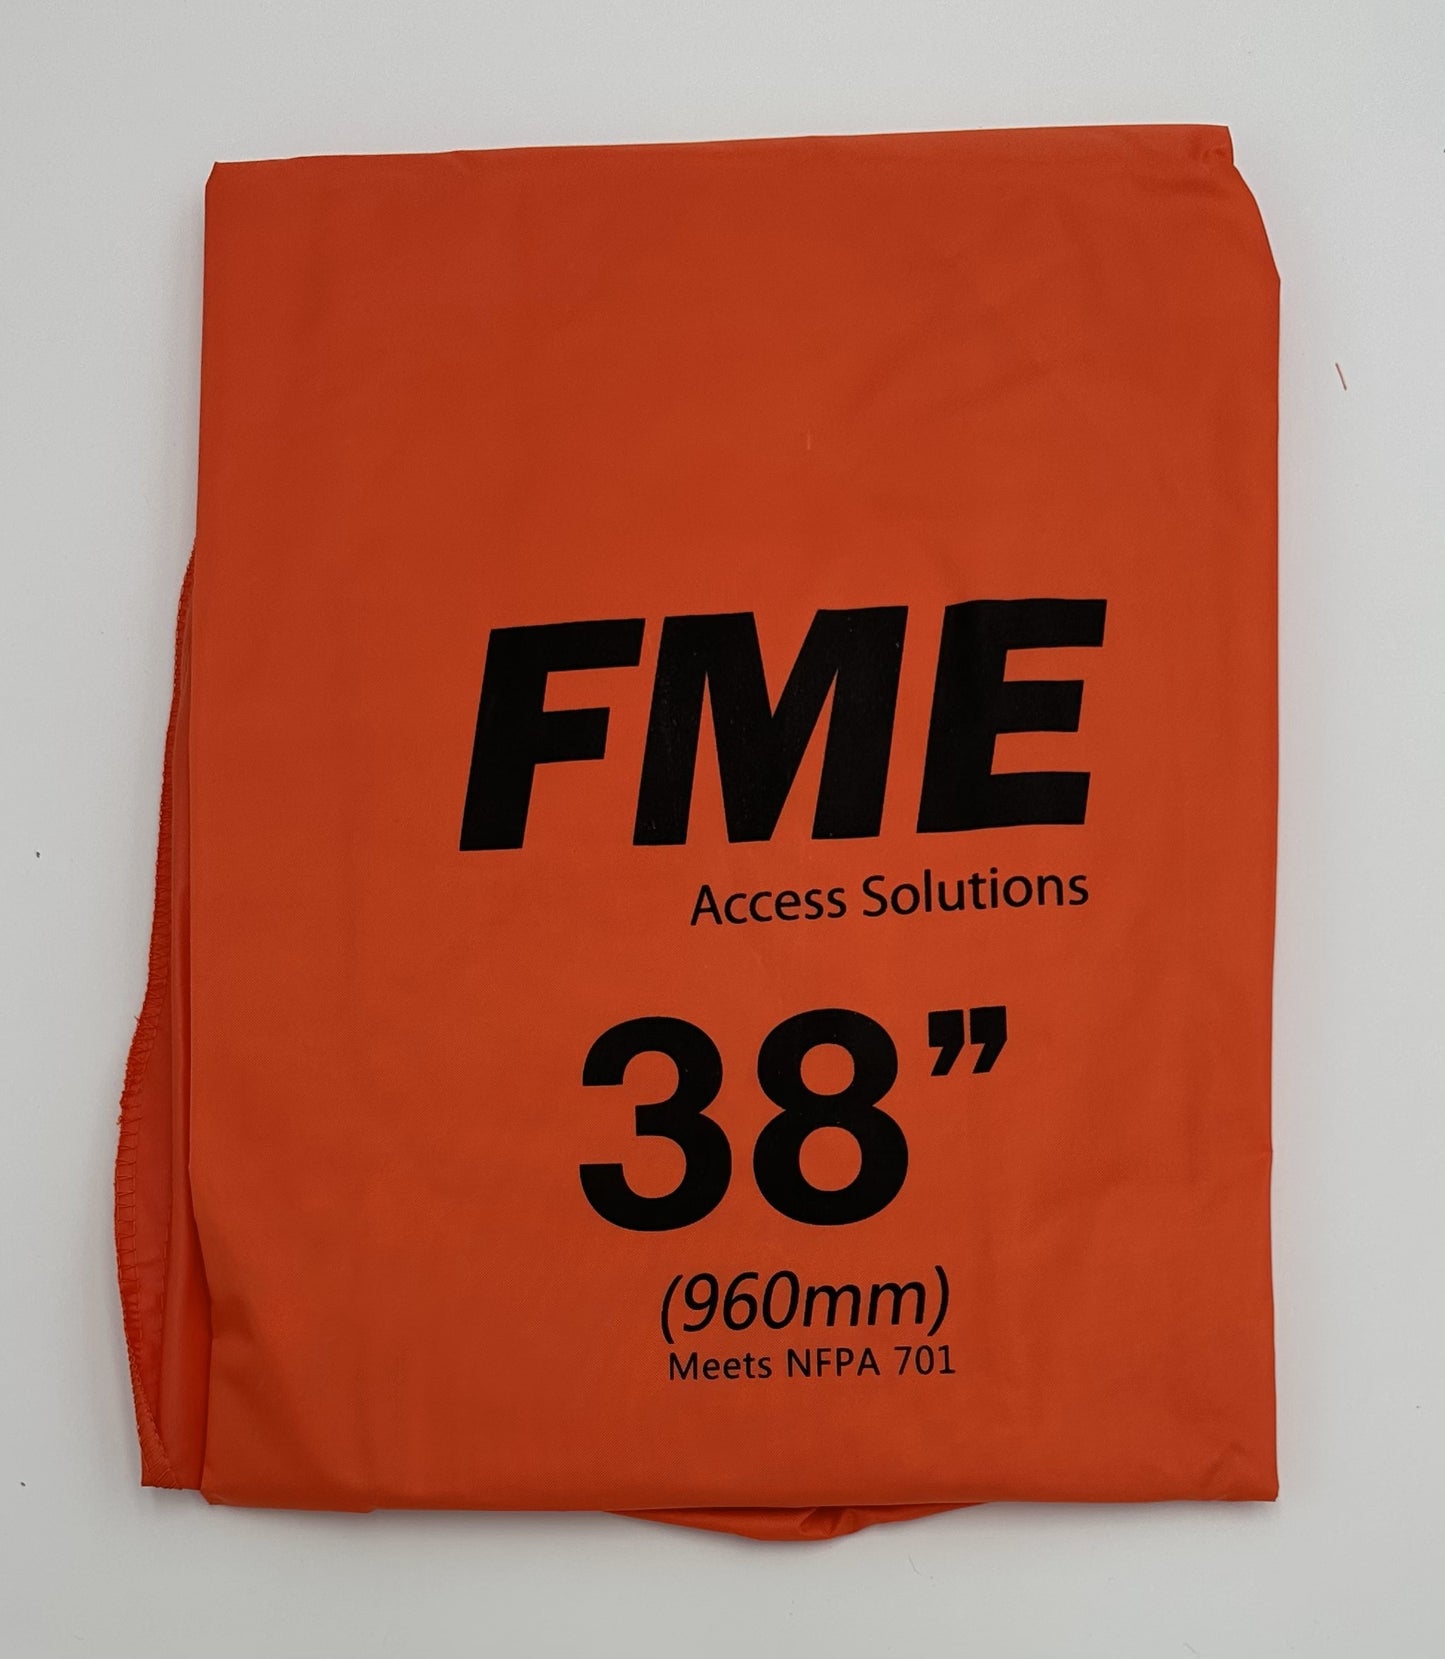 FME
Access Solutions
38”
(960mm)
Meets NFPA 701